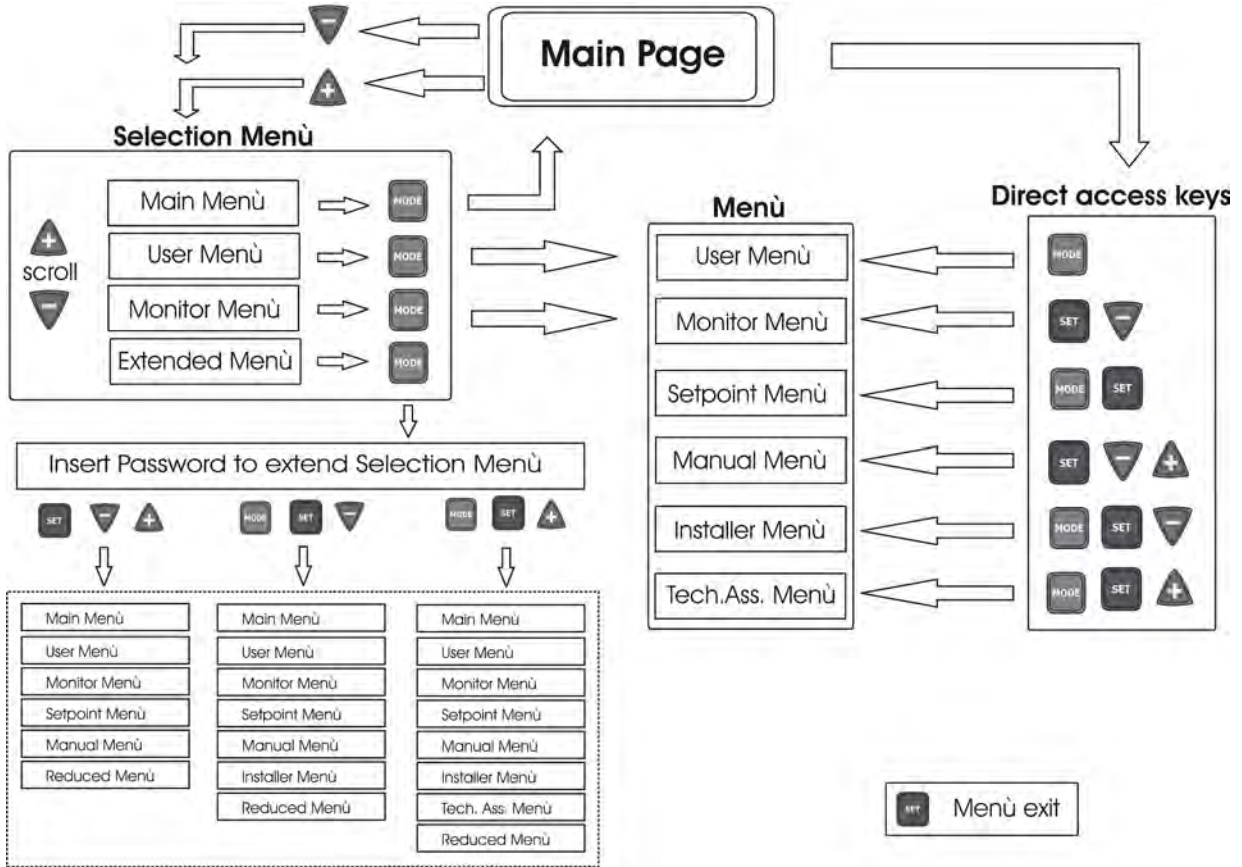 Main Page
Selection Menù
Main Menù
MODE
User Menù
MODE
scroll
Monitor Menù
MODE
Extended Menù
MODE
Insert Password to extend Selection Menù
SET
MODE
SET
MODE
SET
Main Menù
User Menù
Monitor Menù
Setpoint Menù
Manual Menù
Reduced Menù
Main Menù
User Menù
Monitor Menù
Setpoint Menù
Manual Menù
Installer Menù
Reduced Menù
Main Menù
User Menù
Monitor Menù
Setpoint Menù
Manual Menù
Installer Menù
Tech. Ass. Menù
Reduced Menù
Menù
User Menù
Monitor Menù
Setpoint Menù
Manual Menù
Installer Menù
Tech.Ass. Menù
Direct access keys
MODE
SET
MODE SET
SET
MODE SET
MODE SET
SET Menù exit